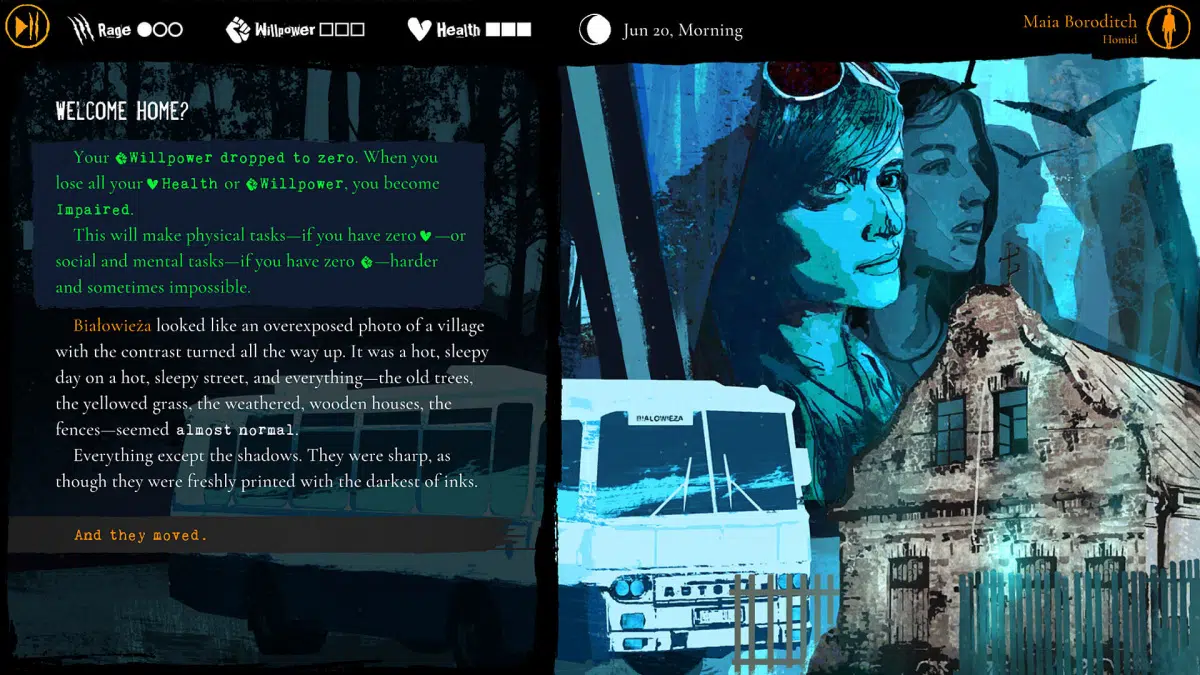 Rage
Willpower
Health
Jun 20, Morning
Maia Boroditch
Homid
WELCOME HOME?
Your Willpower dropped to zero. When you
lose all your Health or Willpower, you become
Impaired.
This will make physical tasks—if you have zero —or
social and mental tasks—if you have zero —harder
and sometimes impossible.
Białowieża looked like an overexposed photo of a village
with the contrast turned all the way up. It was a hot, sleepy
day on a hot, sleepy street, and everything—the old trees,
the yellowed grass, the weathered, wooden houses, the
fences—seemed almost normal.
Everything except the shadows. They were sharp, as
though they were freshly printed with the darkest of inks.
And they moved.
BIALOWIEZA